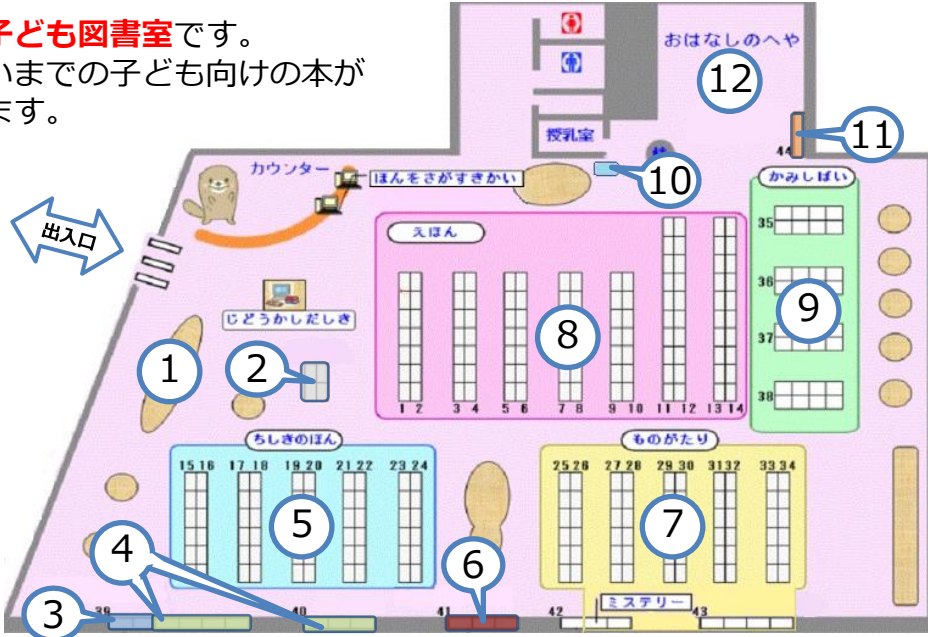 子ども図書室です。
いまでの子ども向けの本が
ます。
おはなしのへや
12
授乳室
11
44
カウンター
ほんをさがすきかい
10
かみしばい
出入口
えほん
35
36
9
37
38
じどうかしだしき
8
1
2
1 2 3 4 5 6 7 8 9 10 11 12 13 14
ちしきのほん
ものがたり
15 16 17 18 19 20 21 22 23 24
25 26 27 28 29 30 31 32 33 34
5
7
4
6
3
39
40
41
42
ミステリー
43